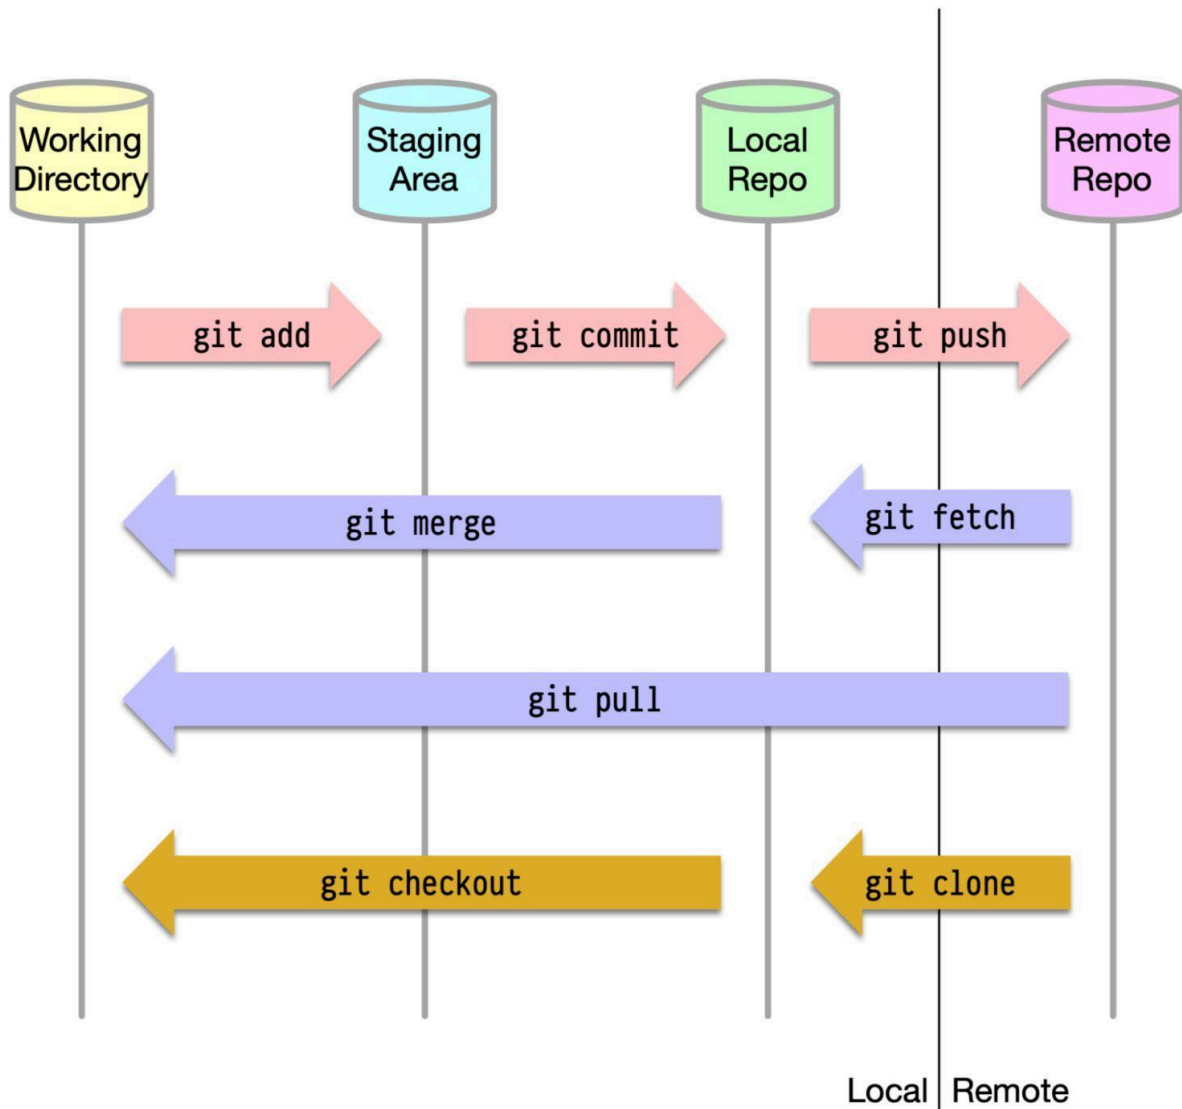 Working
Directory
Staging
Area
Local
Repo
Remote
Repo
git add
git commit
git push
git merge
git fetch
git pull
git checkout
git clone
Local
Remote